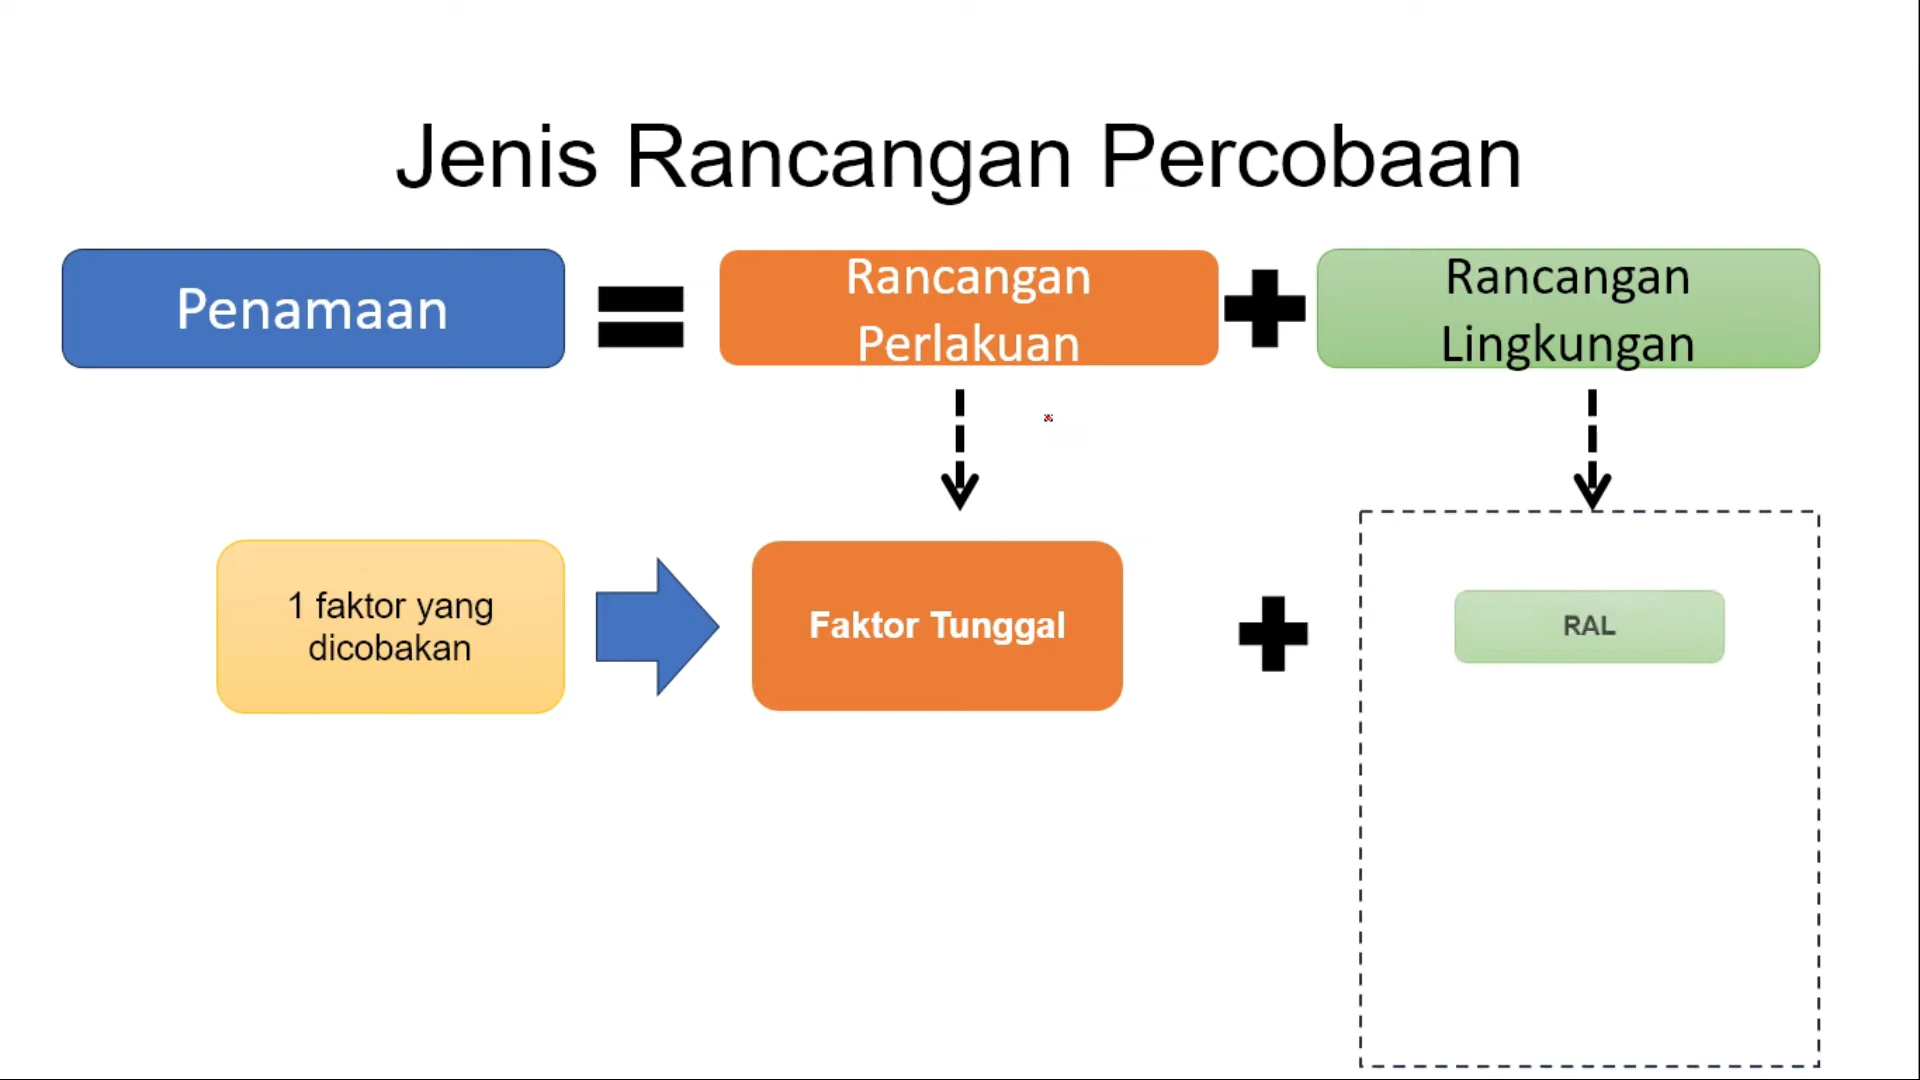 Jenis Rancangan Percobaan
Penamaan
Rancangan
Perlakuan
Rancangan
Lingkungan
1 faktor yang
dicobakan
Faktor Tunggal
RAL